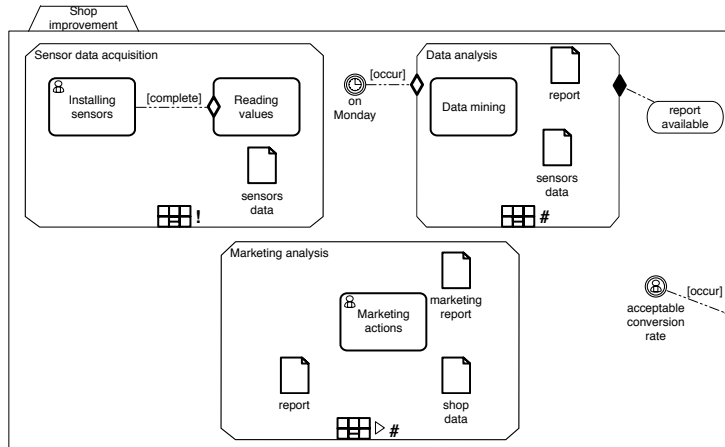 Shop
improvement
Sensor data acquisition
Installing
sensors
[complete]
Reading
values
sensors
data
!
on
Monday
[occur]
Data analysis
Data mining
report
sensors
data
#
report
available
Marketing analysis
Marketing
actions
marketing
report
report
shop
data
#
[occur]
acceptable
conversion
rate